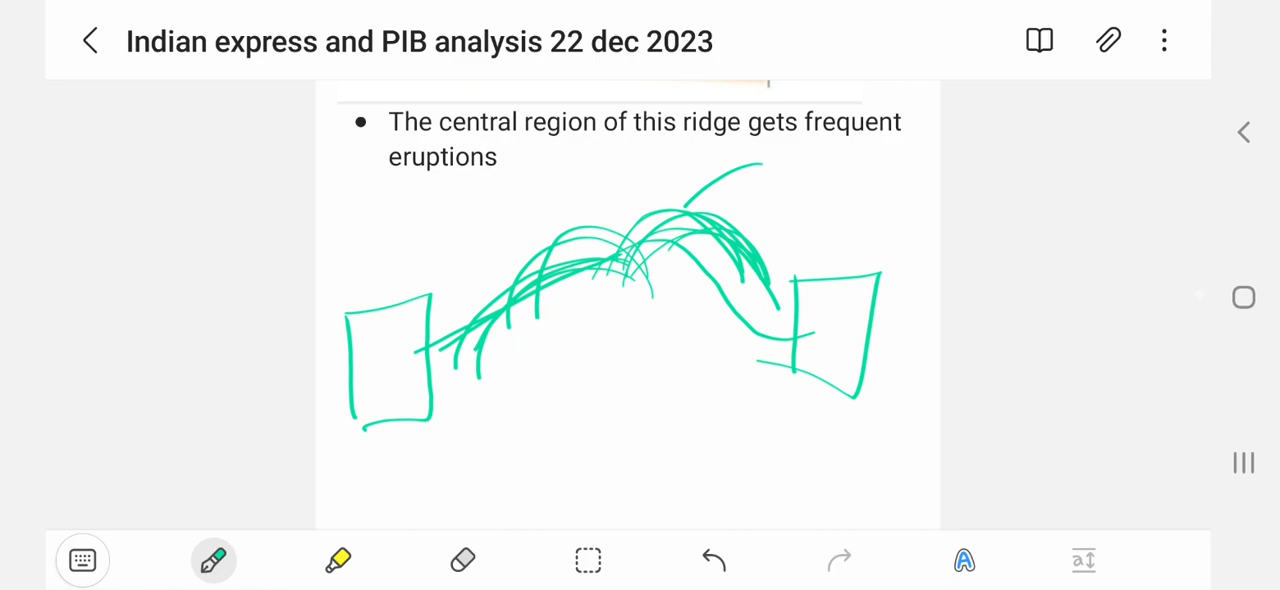 Indian express and PIB analysis 22 dec 2023
• The central region of this ridge gets frequent
eruptions
A
a